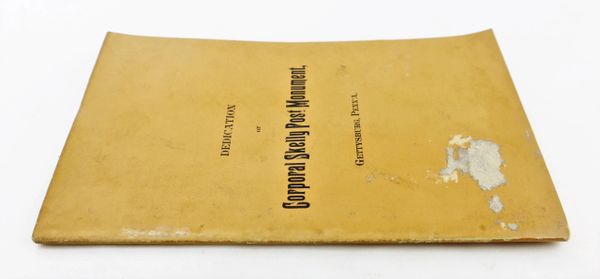 DEDICATION
OF
Corporal Skelly Post Monument,
GETTYSBURG, PENN'A.